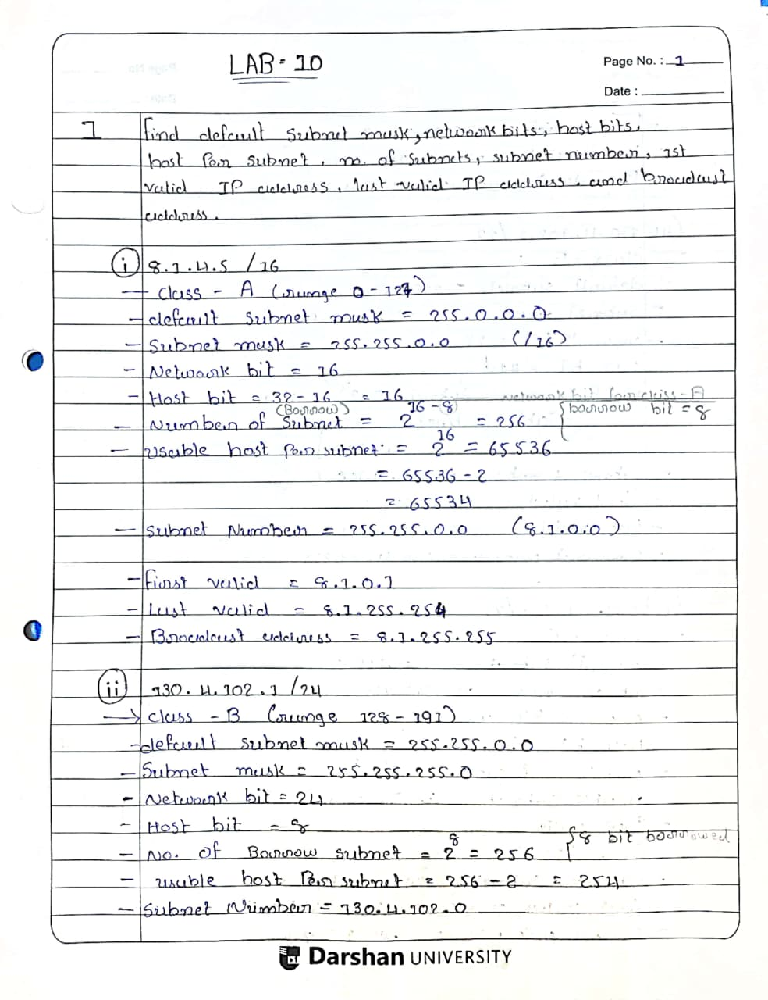 LAB - 10
Page No. : 1
Date :
1 find default subnet mask, network bits, host bits,
host per subnet, no. of subnets, subnet number, 1st
valid IP address, last valid IP address, and broadcast
address.
i 8.1.4.5 /16
— Class - A (range 0 - 127)
- default subnet mask = 255.0.0.0
- Subnet mask = 255.255.0.0 (/16)
- Network bit = 16
- Host bit = 32 - 16 = 16 network bit for class - A
(Borrow) borrow bit = 8
- Number of Subnet = 2^16-8 = 256
- Usable host per subnet = 2^16 = 65536
= 65536 - 2
= 65534
- Subnet Number = 255.255.0.0 (8.1.0.0)
- First valid = 8.1.0.1
- Last valid = 8.1.255.254
- Broadcast address = 8.1.255.255
ii 130.4.102.1 /24
→ class - B (range 128 - 191)
- default subnet mask = 255.255.0.0
- Subnet mask = 255.255.255.0
- Network bit = 24
- Host bit = 8
- No. of Borrow subnet = 2^8 = 256 { 8 bit borrowed
- usable host per subnet = 256 - 2 = 254
- Subnet Number = 130.4.102.0
Darshan UNIVERSITY